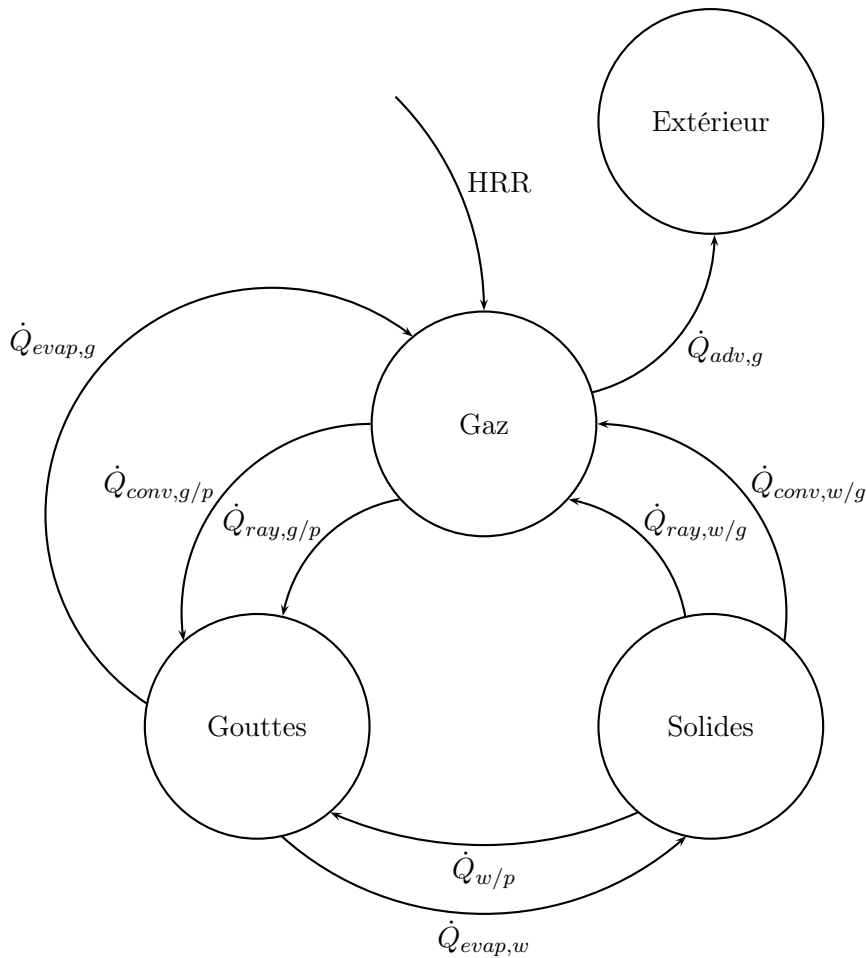 Extérieur
HRR
Q̇_{evap,g}
Q̇_{adv,g}
Gaz
Q̇_{conv,g/p}
Q̇_{ray,g/p}
Q̇_{ray,w/g}
Q̇_{conv,w/g}
Gouttes
Solides
Q̇_{w/p}
Q̇_{evap,w}